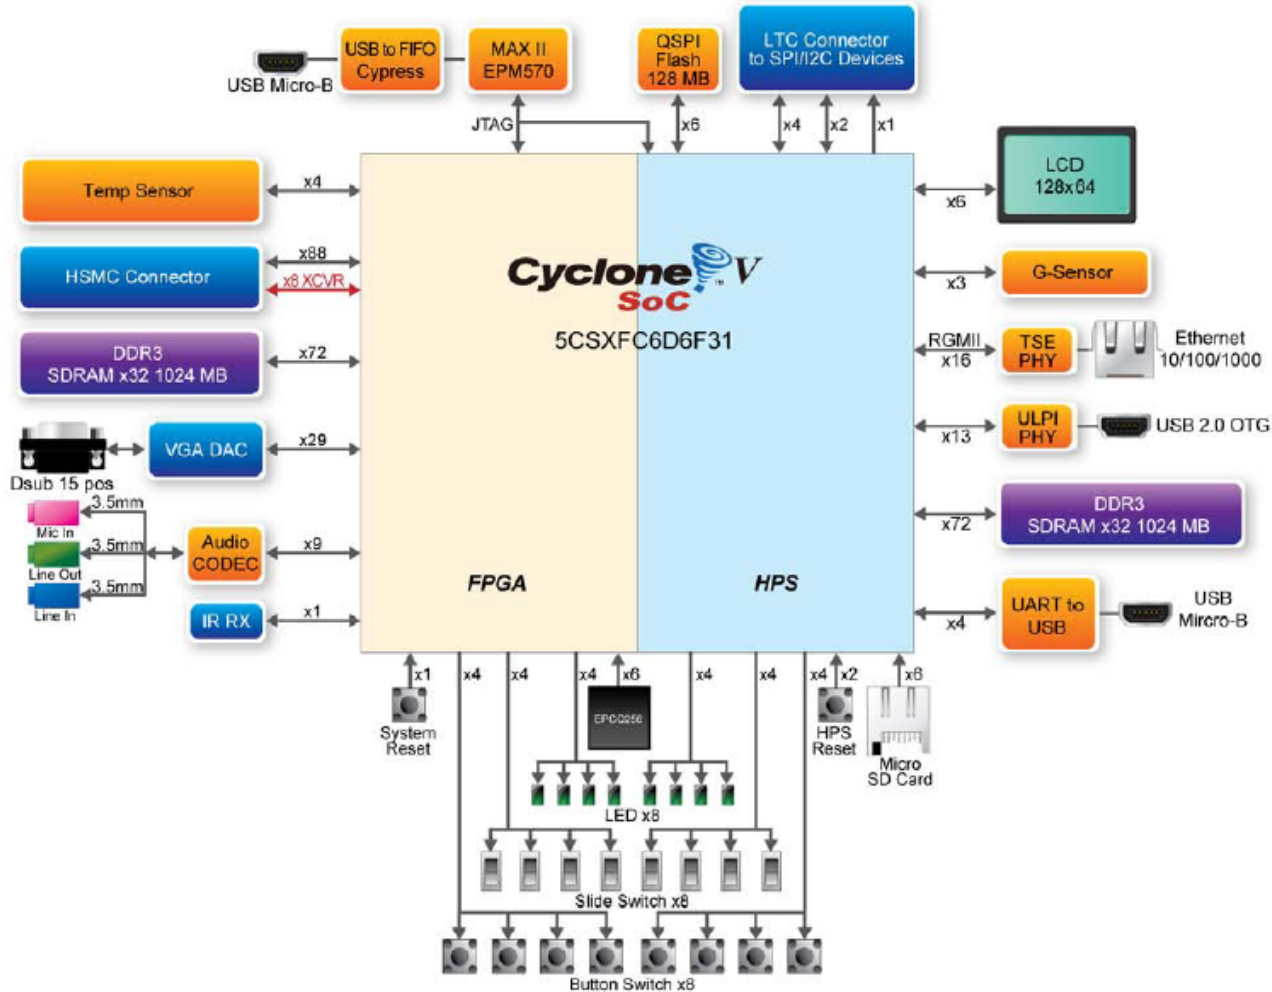 USB Micro-B
USB to FIFO
Cypress
MAX II
EPM570
QSPI
Flash
128 MB
LTC Connector
to SPI/I2C Devices
JTAG
x6
x4
x2
x1
Temp Sensor
x4
HSMC Connector
x88
x8 XCVR
DDR3
SDRAM x32 1024 MB
x72
Dsub 15 pos
VGA DAC
x29
3.5mm
Mic In
3.5mm
Line Out
3.5mm
Line In
Audio
CODEC
x9
IR RX
x1
Cyclone V
SoC
TM
5CSXFC6D6F31
FPGA
HPS
x6
LCD
128x64
x3
G-Sensor
RGMII
x16
TSE
PHY
Ethernet
10/100/1000
x13
ULPI
PHY
USB 2.0 OTG
x72
DDR3
SDRAM x32 1024 MB
x4
UART to
USB
USB
Mircro-B
x1
x4
x4
x4
x6
x4
x4
x4
x2
x6
System
Reset
EPCQ256
HPS
Reset
Micro
SD Card
LED x8
Slide Switch x8
Button Switch x8